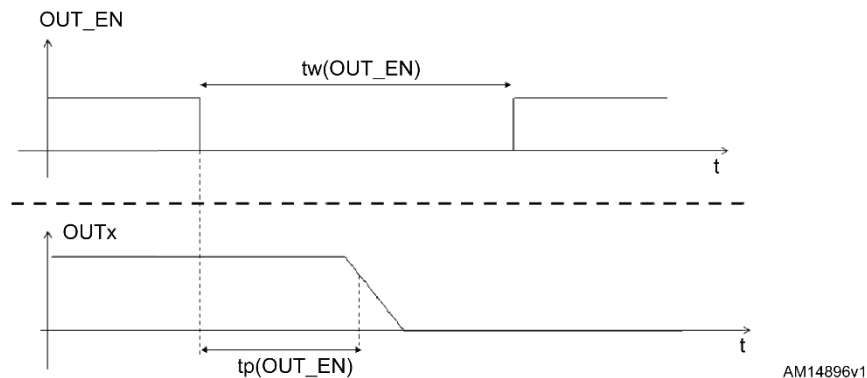 OUT_EN
tw(OUT_EN)
t
OUTx
t
tp(OUT_EN)
AM14896v1